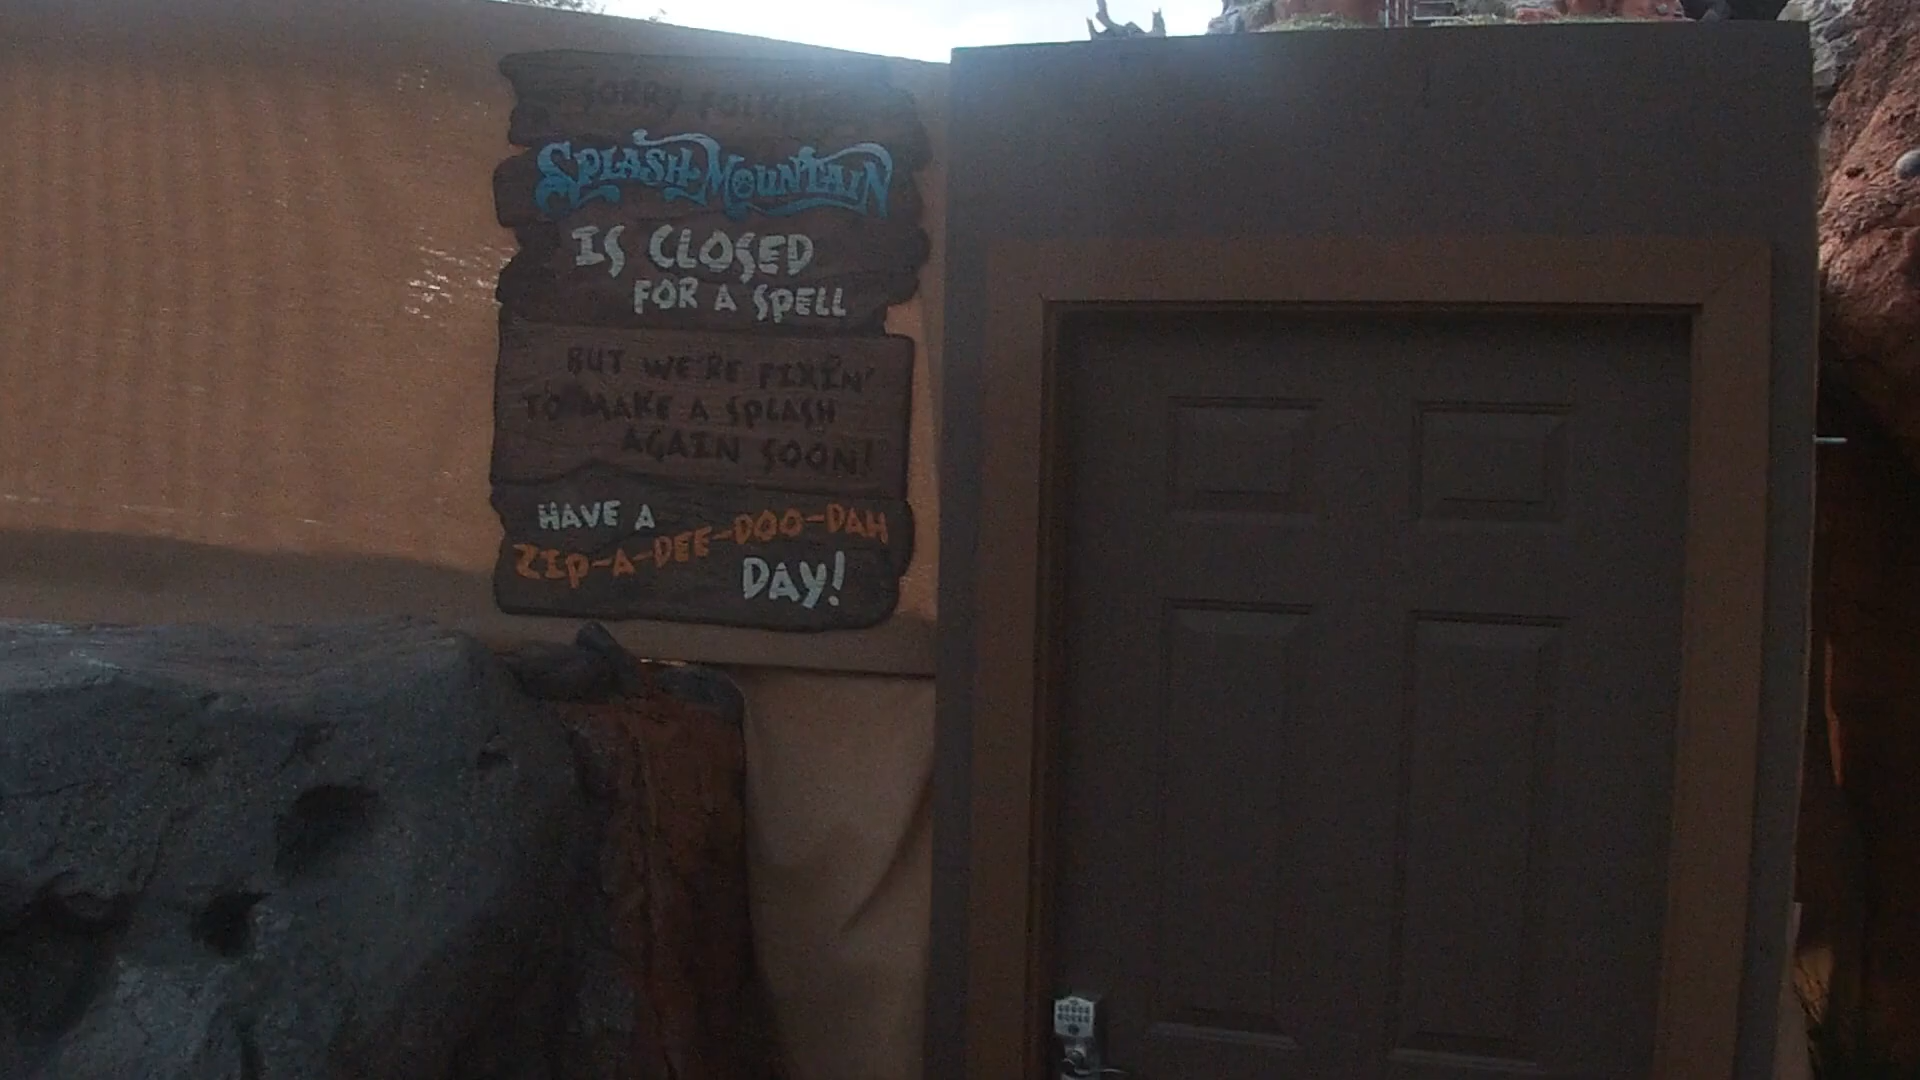 SORRY FOLKS!
SPLASH MOUNTAIN
IS CLOSED
FOR A SPELL
BUT WE'RE FIXIN'
TO MAKE A SPLASH
AGAIN SOON!
HAVE A
ZIP-A-DEE-DOO-DAH
DAY!